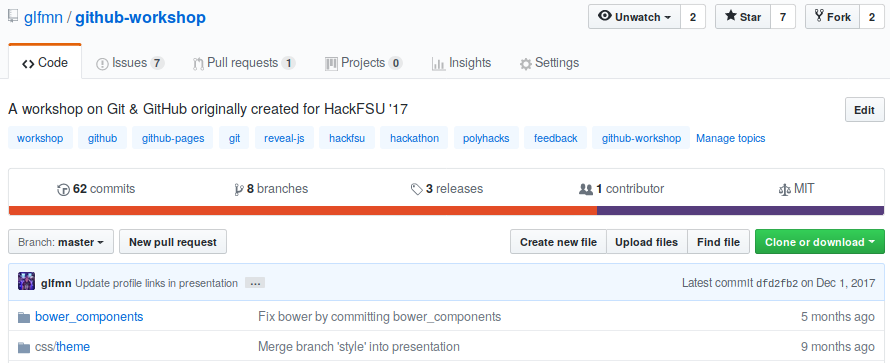 glfmn / github-workshop Unwatch 2 Star 7 Fork 2
Code Issues 7 Pull requests 1 Projects 0 Insights Settings
A workshop on Git & GitHub originally created for HackFSU '17 Edit
workshop github github-pages git reveal-js hackfsu hackathon polyhacks feedback github-workshop Manage topics
62 commits 8 branches 3 releases 1 contributor MIT
Branch: master New pull request Create new file Upload files Find file Clone or download
glfmn Update profile links in presentation … Latest commit dfd2fb2 on Dec 1, 2017
bower_components Fix bower by committing bower_components 5 months ago
css/theme Merge branch 'style' into presentation 9 months ago